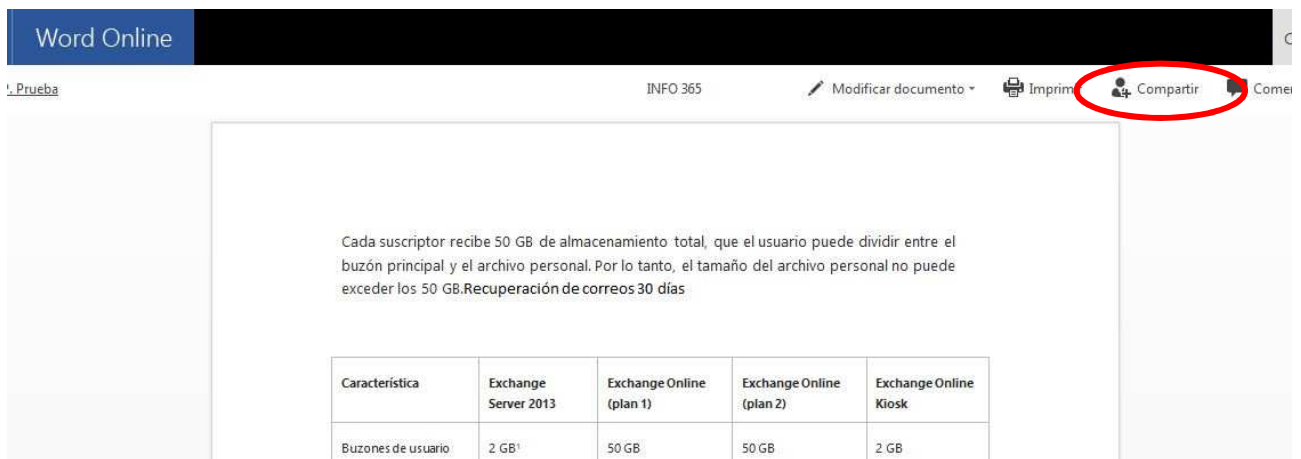 Word Online
. Prueba
INFO 365
Modificar documento
Imprim
Compartir
Comer
Cada suscriptor recibe 50 GB de almacenamiento total, que el usuario puede dividir entre el
buzón principal y el archivo personal. Por lo tanto, el tamaño del archivo personal no puede
exceder los 50 GB.Recuperación de correos 30 días
Característica
Exchange
Server 2013
Exchange Online
(plan 1)
Exchange Online
(plan 2)
Exchange Online
Kiosk
Buzones de usuario
2 GB¹
50 GB
50 GB
2 GB